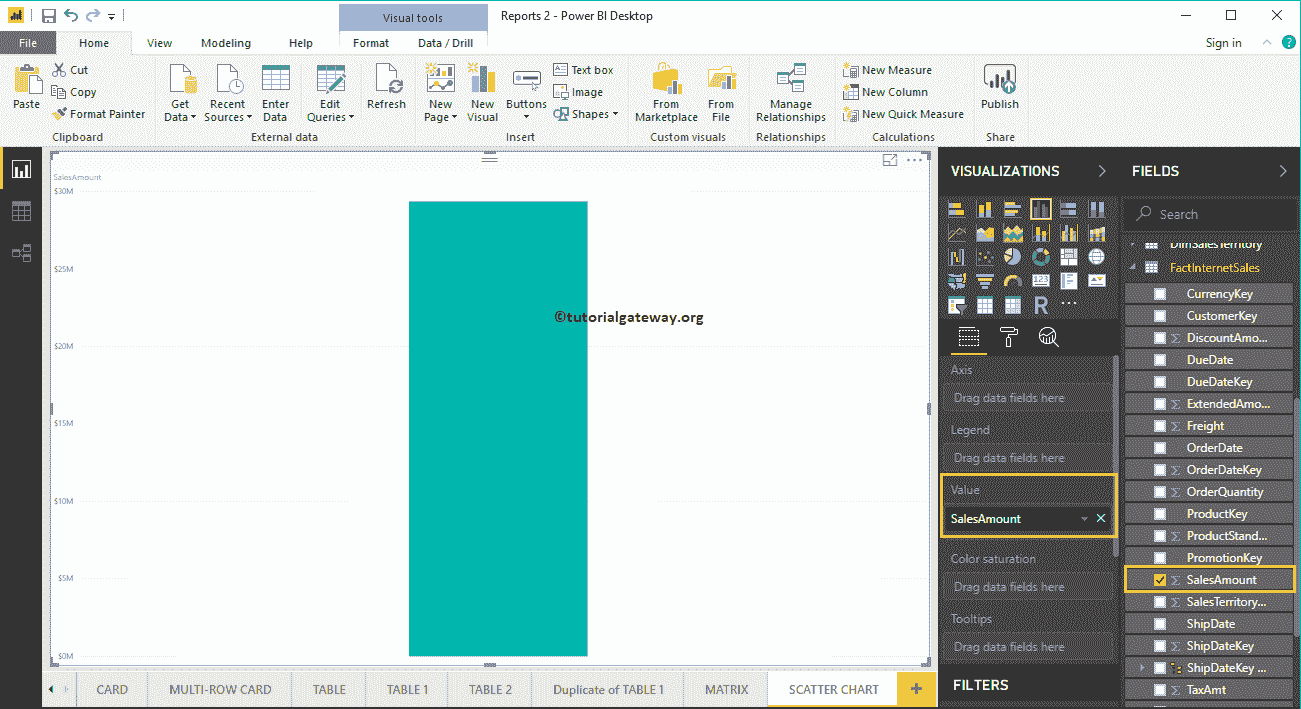 Visual tools
Reports 2 - Power BI Desktop
File
Home
View
Modeling
Help
Format
Data / Drill
Sign in
?
Paste
Cut
Copy
Format Painter
Clipboard
Get Data
Recent Sources
Enter Data
External data
Edit Queries
Refresh
New Page
New Visual
Buttons
Text box
Image
Shapes
Insert
From Marketplace
From File
Custom visuals
Manage Relationships
Relationships
New Measure
New Column
New Quick Measure
Calculations
Publish
Share
SalesAmount
$30M
$25M
$20M
$15M
$10M
$5M
$0M
©tutorialgateway.org
VISUALIZATIONS
123
R
Axis
Drag data fields here
Legend
Drag data fields here
Value
SalesAmount
Color saturation
Drag data fields here
Tooltips
Drag data fields here
FILTERS
FIELDS
Search
DimSalesTerritory
FactInternetSales
CurrencyKey
CustomerKey
Σ DiscountAmo...
DueDate
DueDateKey
Σ ExtendedAmo...
Σ Freight
OrderDate
Σ OrderDateKey
Σ OrderQuantity
ProductKey
Σ ProductStand...
PromotionKey
Σ SalesAmount
Σ SalesTerritory...
ShipDate
Σ ShipDateKey
ShipDateKey ...
Σ TaxAmt
CARD
MULTI-ROW CARD
TABLE
TABLE 1
TABLE 2
Duplicate of TABLE 1
MATRIX
SCATTER CHART
+